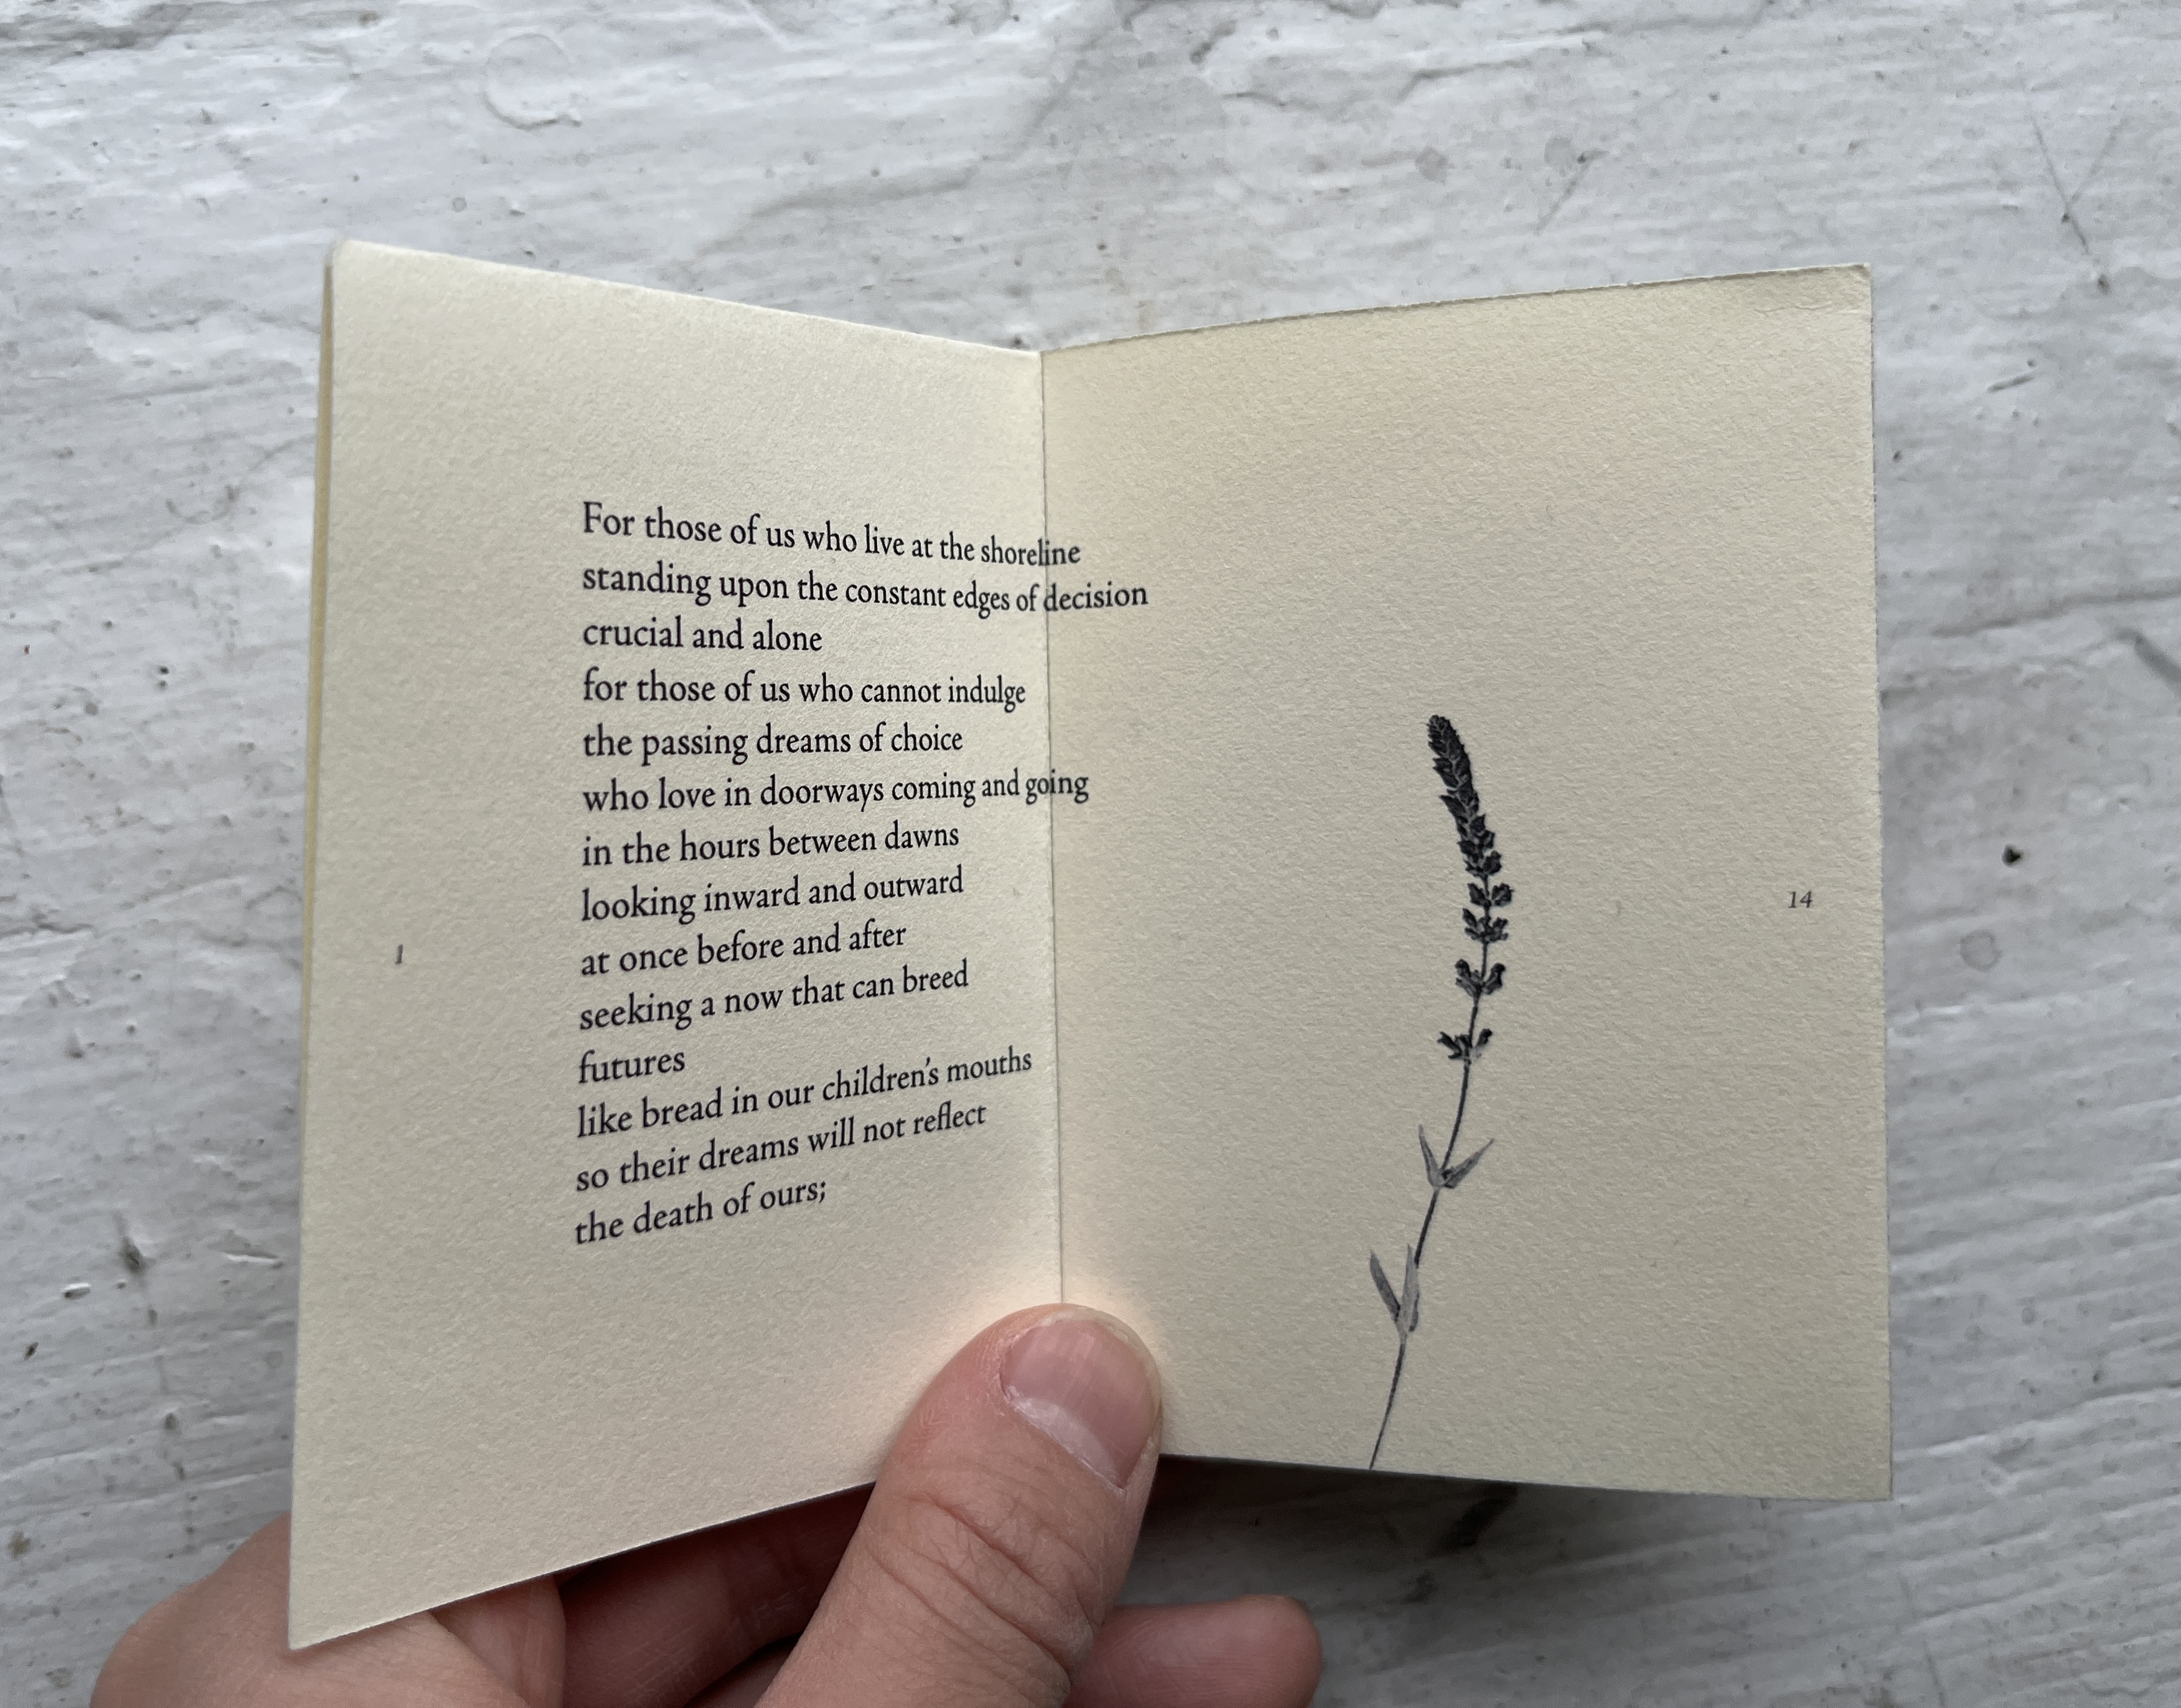 For those of us who live at the shoreline
standing upon the constant edges of decision
crucial and alone
for those of us who cannot indulge
the passing dreams of choice
who love in doorways coming and going
in the hours between dawns
looking inward and outward
at once before and after
seeking a now that can breed
futures
like bread in our children's mouths
so their dreams will not reflect
the death of ours;
1
14